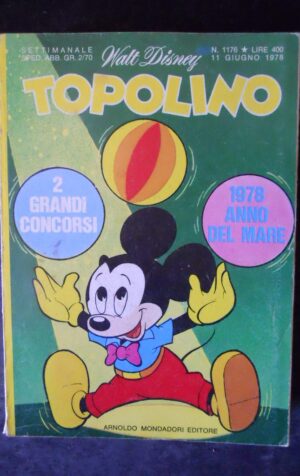 SETTIMANALE
SPED. ABB. GR. 2/70
Walt Disney
N. 1176 ★ LIRE 400
11 GIUGNO 1978
TOPOLINO
2
GRANDI
CONCORSI
1978
ANNO
DEL MARE
ARNOLDO MONDADORI EDITORE